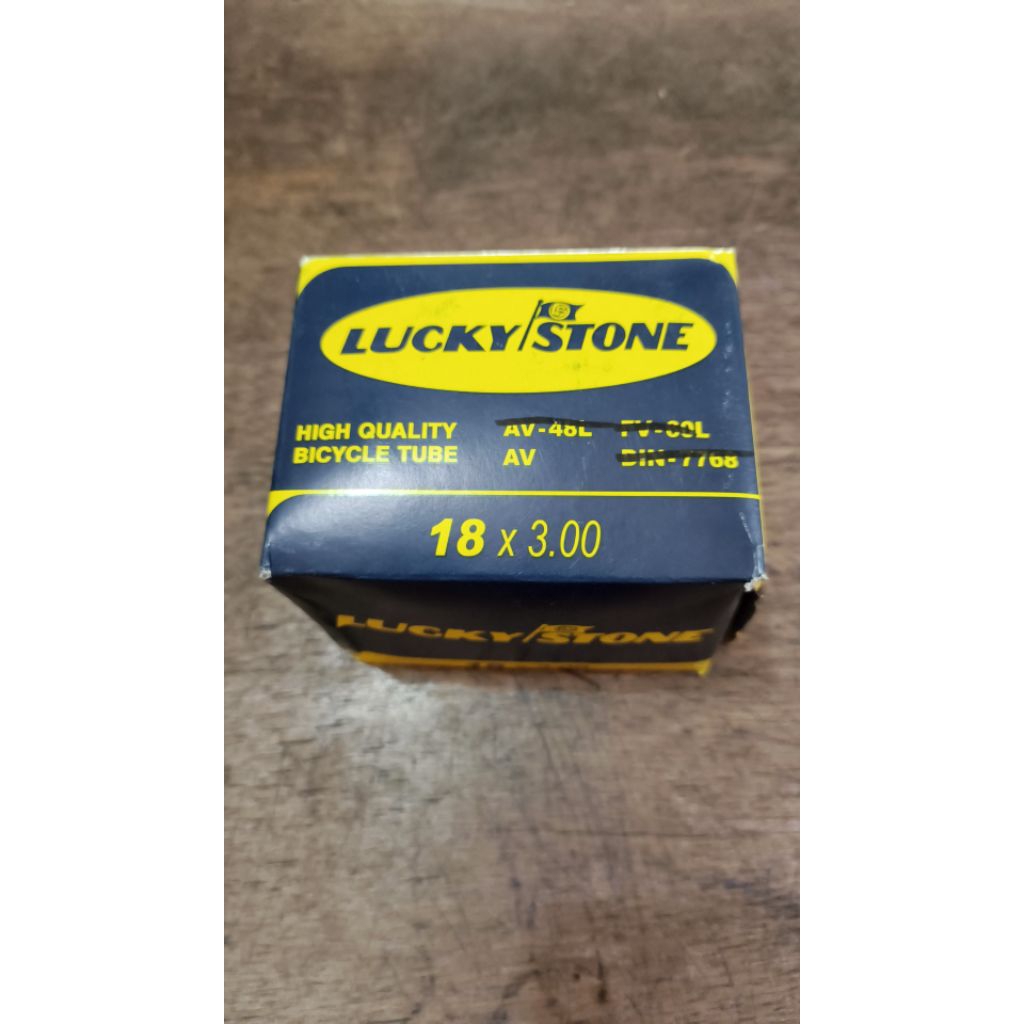 LUCKY STONE
HIGH QUALITY AV-48L FV-60L
BICYCLE TUBE AV DIN-7768
18 x 3.00
LUCKY STONE